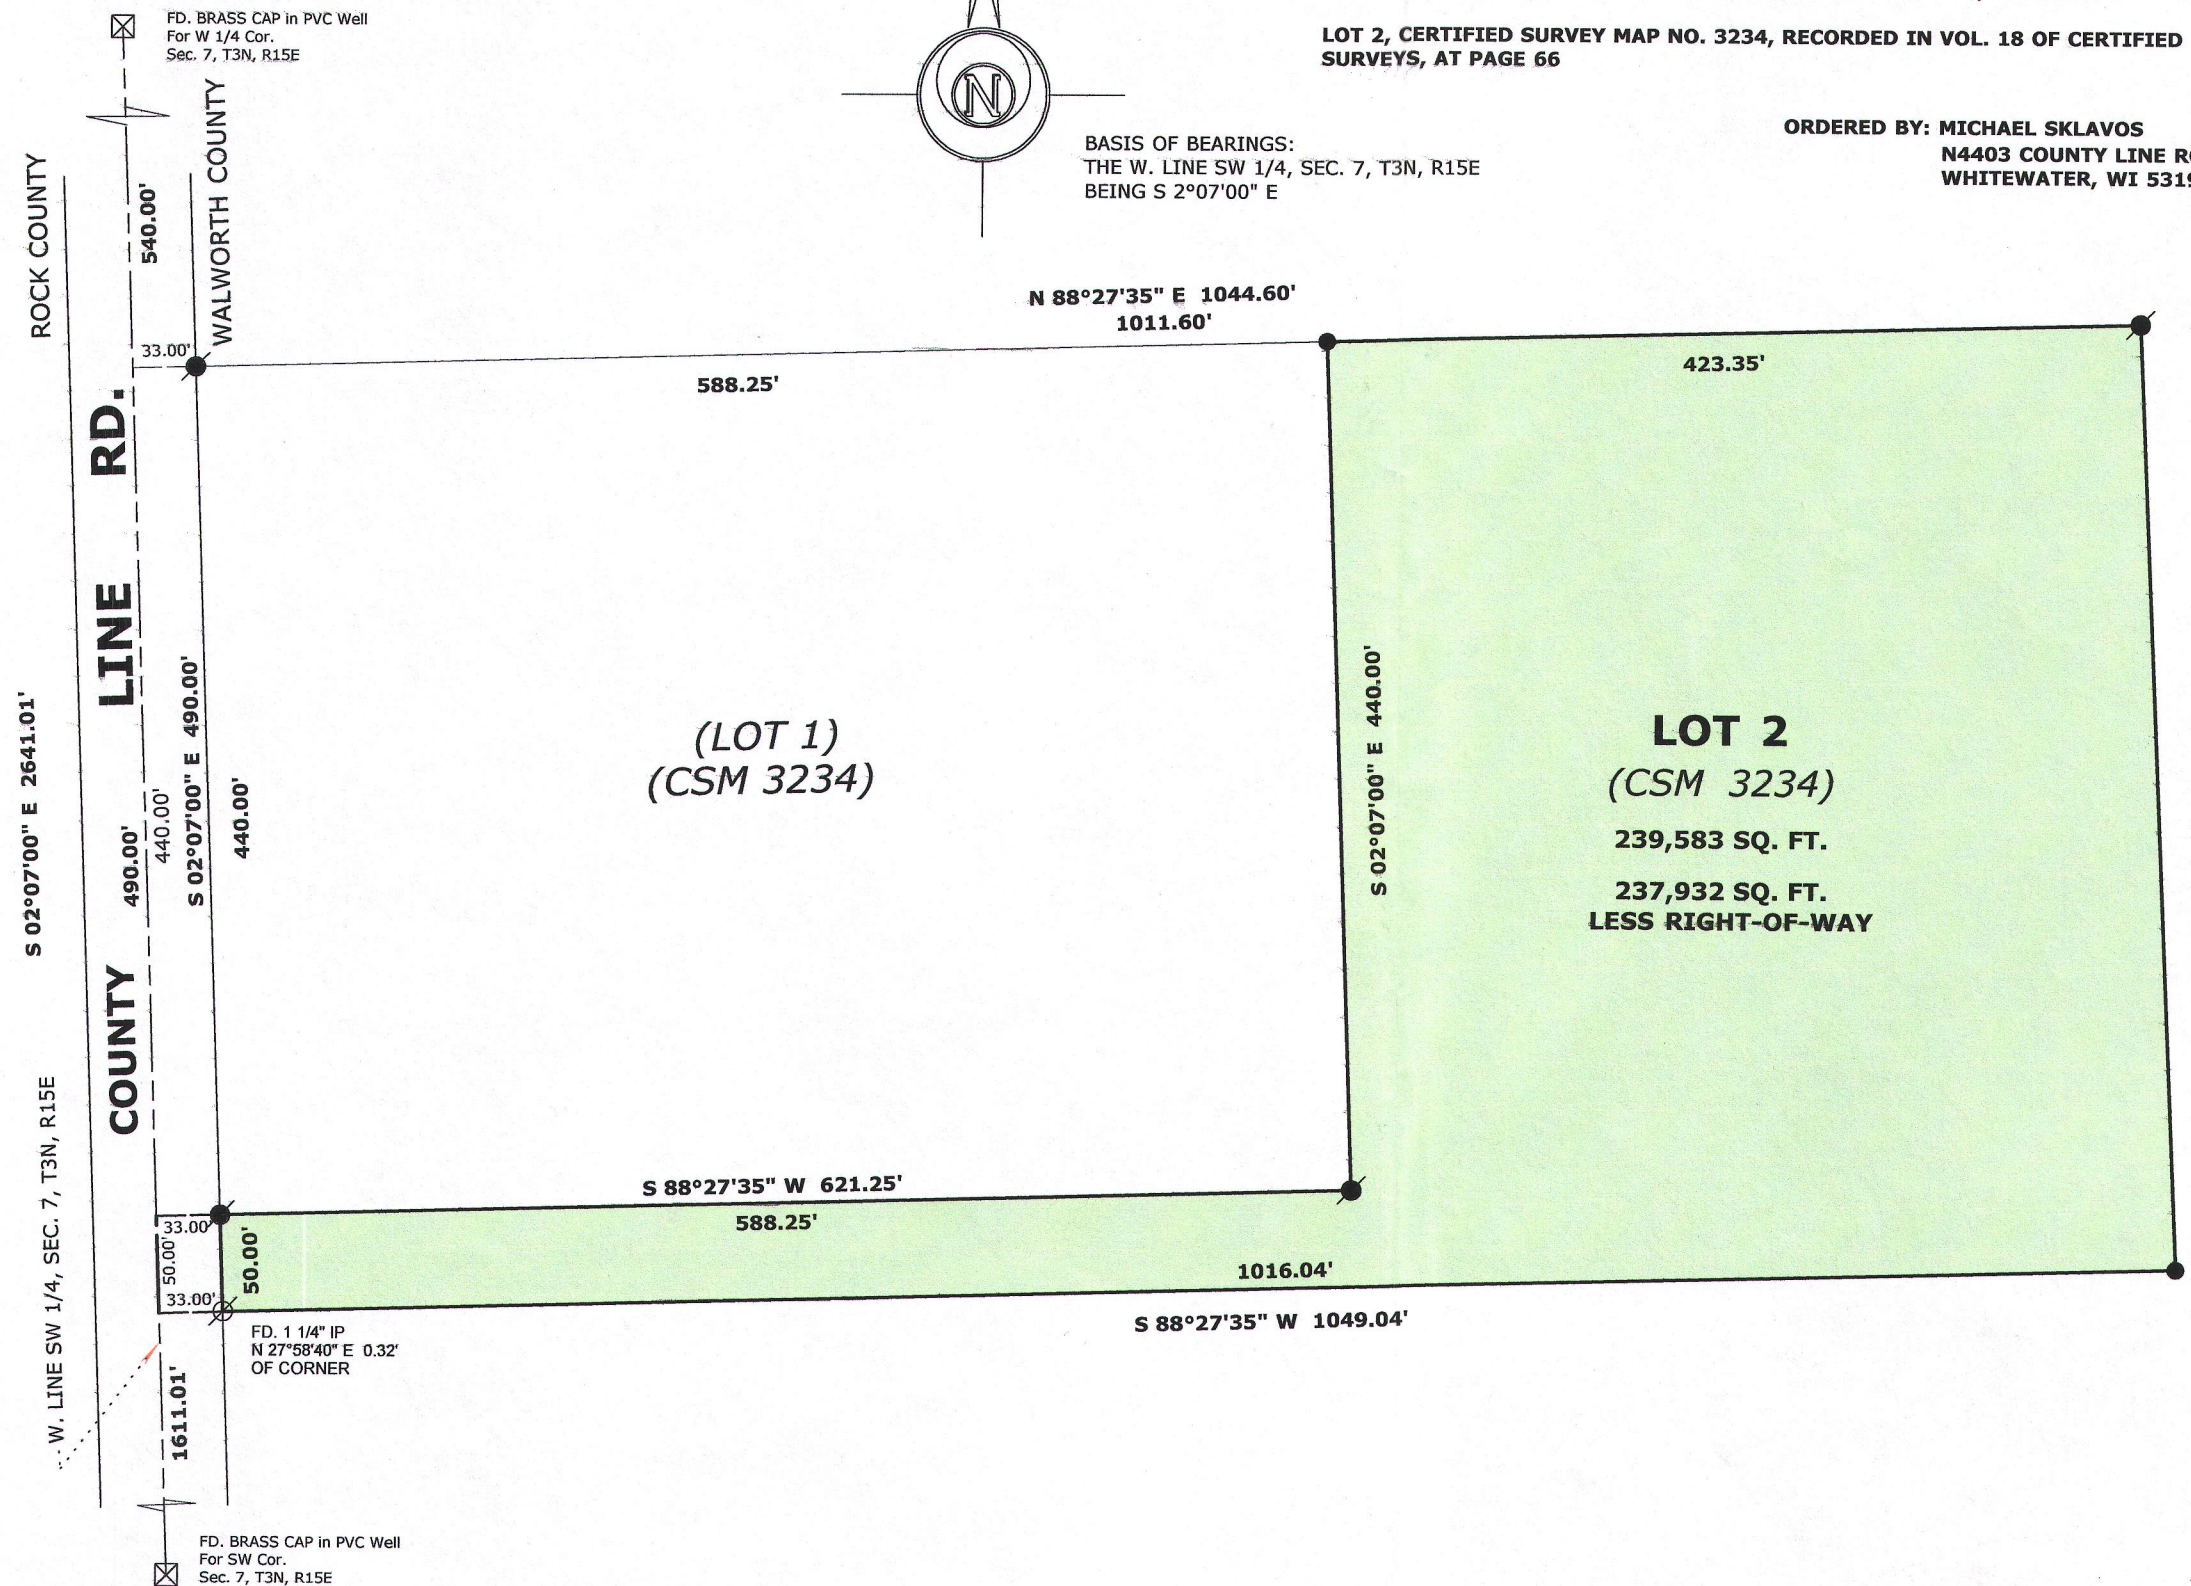 FD. BRASS CAP in PVC Well
For W 1/4 Cor.
Sec. 7, T3N, R15E
LOT 2, CERTIFIED SURVEY MAP NO. 3234, RECORDED IN VOL. 18 OF CERTIFIED
SURVEYS, AT PAGE 66
N
ORDERED BY: MICHAEL SKLAVOS
N4403 COUNTY LINE
WHITEWATER, WI
BASIS OF BEARINGS:
THE W. LINE SW 1/4, SEC. 7, T3N, R15E
BEING S 2°07'00" E
ROCK COUNTY
540.00'
WALWORTH COUNTY
N 88°27'35" E 1044.60'
1011.60'
33.00'
588.25'
423.35'
COUNTY LINE RD.
S 02°07'00" E 2641.01'
490.00'
440.00'
S 02°07'00" E 490.00'
440.00'
(LOT 1)
(CSM 3234)
S 02°07'00" E 440.00'
LOT 2
(CSM 3234)
239,583 SQ. FT.
237,932 SQ. FT.
LESS RIGHT-OF-WAY
W. LINE SW 1/4, SEC. 7, T3N, R15E
S 88°27'35" W 621.25'
33.00'
588.25'
50.00'
50.00'
1016.04'
33.00'
S 88°27'35" W 1049.04'
FD. 1 1/4" IP
N 27°58'40" E 0.32'
OF CORNER
1611.01'
FD. BRASS CAP in PVC Well
For SW Cor.
Sec. 7, T3N, R15E